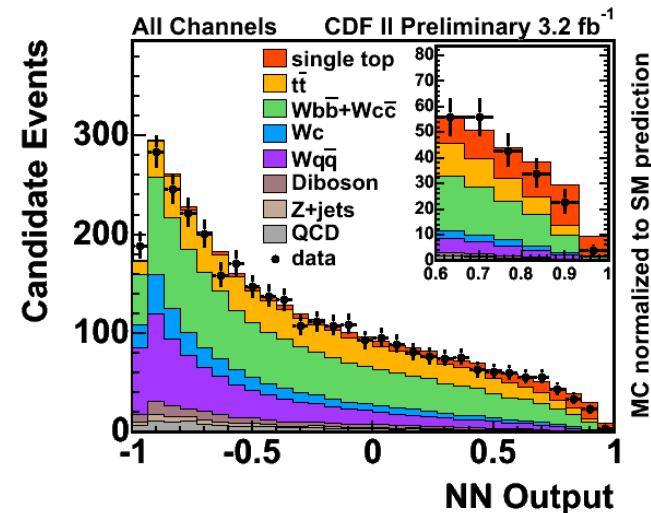 All Channels CDF II Preliminary 3.2 fb⁻¹
Candidate Events
300
200
100
0
-1 -0.5 0 0.5 1
NN Output
single top
tt̄
Wbb̄+Wcc̄
Wc
Wqq̄
Diboson
Z+jets
QCD
data
80
70
60
50
40
30
20
10
0
0.6 0.7 0.8 0.9 1
MC normalized to SM prediction